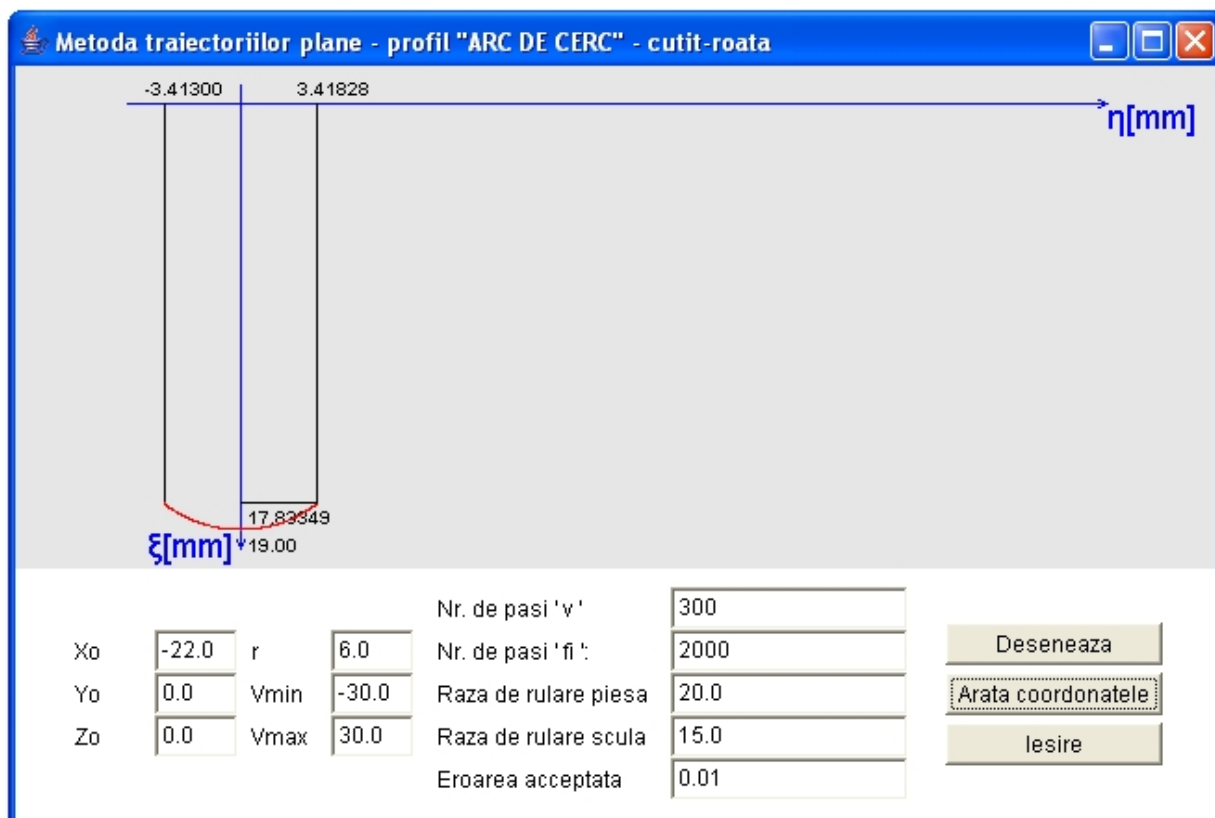 Metoda traiectoriilor plane - profil "ARC DE CERC" - cutit-roata
-3.41300 3.41828
η[mm]
17.83349
ξ[mm] 19.00
Nr. de pasi 'v' 300
Xo -22.0 r 6.0 Nr. de pasi 'fi': 2000 Deseneaza
Yo 0.0 Vmin -30.0 Raza de rulare piesa 20.0 Arata coordonatele
Zo 0.0 Vmax 30.0 Raza de rulare scula 15.0 Iesire
Eroarea acceptata 0.01